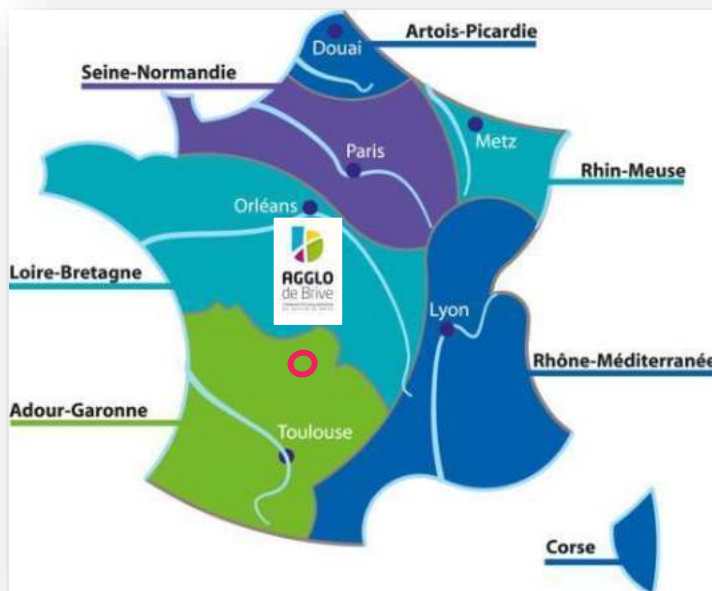 Artois-Picardie
Douai
Seine-Normandie
Metz
Paris
Rhin-Meuse
Orléans
AGGLO
de Brive
Loire-Bretagne
Lyon
Rhône-Méditerranée
Adour-Garonne
Toulouse
Corse